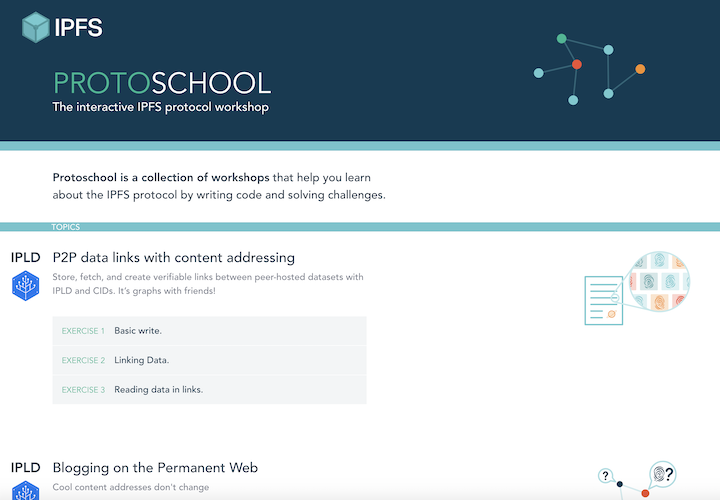 IPFS
PROTOSCHOOL
The interactive IPFS protocol workshop
Protoschool is a collection of workshops that help you learn
about the IPFS protocol by writing code and solving challenges.
TOPICS
IPLD P2P data links with content addressing
Store, fetch, and create verifiable links between peer-hosted datasets with
IPLD and CIDs. It's graphs with friends!
EXERCISE 1 Basic write.
EXERCISE 2 Linking Data.
EXERCISE 3 Reading data in links.
IPLD Blogging on the Permanent Web
Cool content addresses don't change
? ?